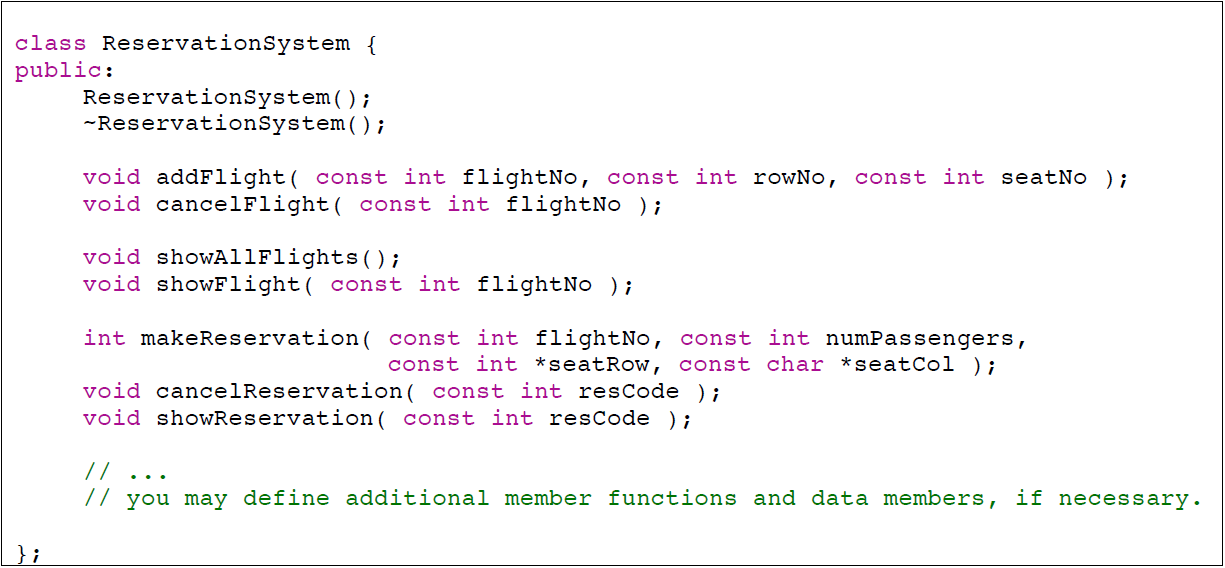 class ReservationSystem {
public:
ReservationSystem();
~ReservationSystem();
void addFlight( const int flightNo, const int rowNo, const int seatNo );
void cancelFlight( const int flightNo );
void showAllFlights();
void showFlight( const int flightNo );
int makeReservation( const int flightNo, const int numPassengers,
const int *seatRow, const char *seatCol );
void cancelReservation( const int resCode );
void showReservation( const int resCode );
// ...
// you may define additional member functions and data members, if necessary.
};